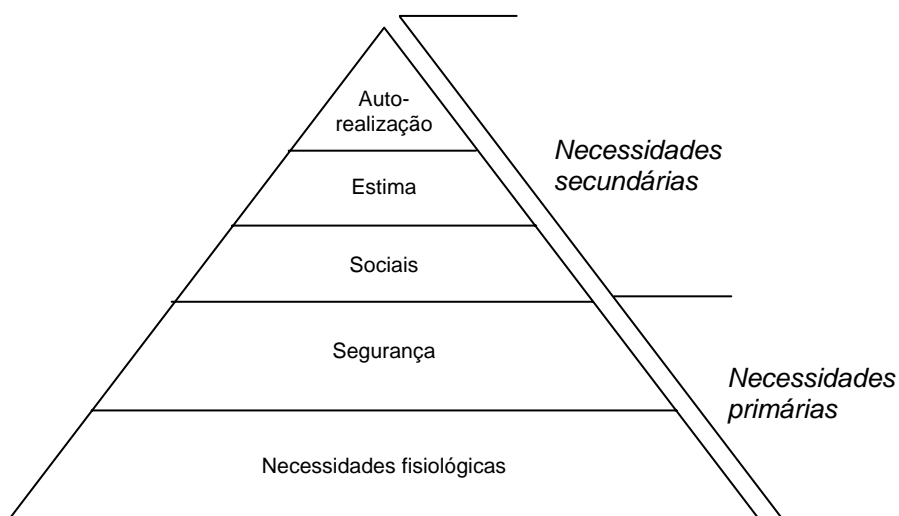 Auto-
realização
Necessidades
secundárias
Estima
Sociais
Segurança
Necessidades
primárias
Necessidades fisiológicas